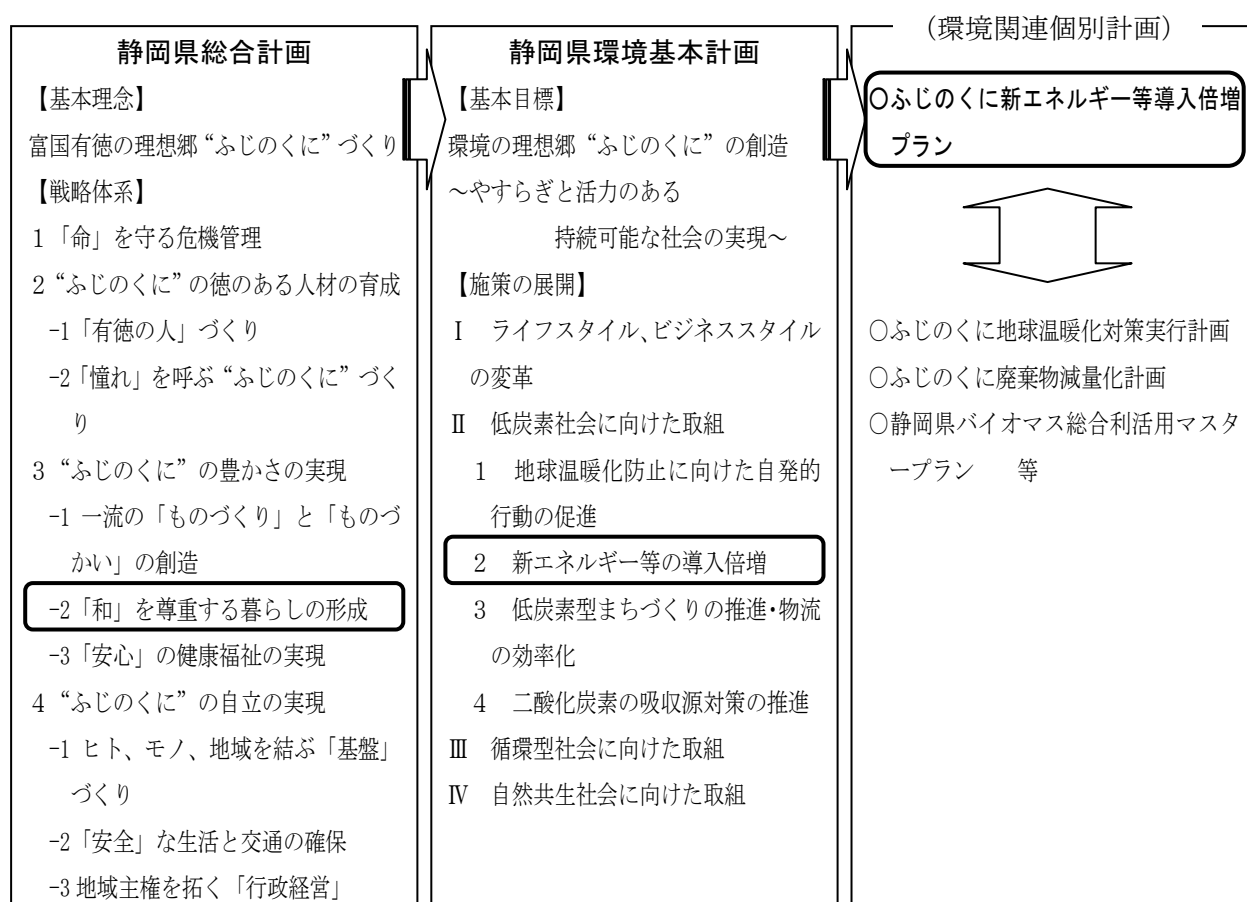 静岡県総合計画
【基本理念】
富国有徳の理想郷“ふじのくに”づくり
【戦略体系】
1「命」を守る危機管理
2“ふじのくに”の徳のある人材の育成
-1「有徳の人」づくり
-2「憧れ」を呼ぶ“ふじのくに”づく
り
3“ふじのくに”の豊かさの実現
-1 一流の「ものづくり」と「ものづ
かい」の創造
-2「和」を尊重する暮らしの形成
-3「安心」の健康福祉の実現
4“ふじのくに”の自立の実現
-1 ヒト、モノ、地域を結ぶ「基盤」
づくり
-2「安全」な生活と交通の確保
-3 地域主権を拓く「行政経営」
静岡県環境基本計画
【基本目標】
環境の理想郷“ふじのくに”の創造
～やすらぎと活力のある
持続可能な社会の実現～
【施策の展開】
Ⅰ ライフスタイル、ビジネススタイル
の変革
Ⅱ 低炭素社会に向けた取組
1 地球温暖化防止に向けた自発的
行動の促進
2 新エネルギー等の導入倍増
3 低炭素型まちづくりの推進・物流
の効率化
4 二酸化炭素の吸収源対策の推進
Ⅲ 循環型社会に向けた取組
Ⅳ 自然共生社会に向けた取組
（環境関連個別計画）
○ふじのくに新エネルギー等導入倍増
プラン
○ふじのくに地球温暖化対策実行計画
○ふじのくに廃棄物減量化計画
○静岡県バイオマス総合利活用マスタ
ープラン 等